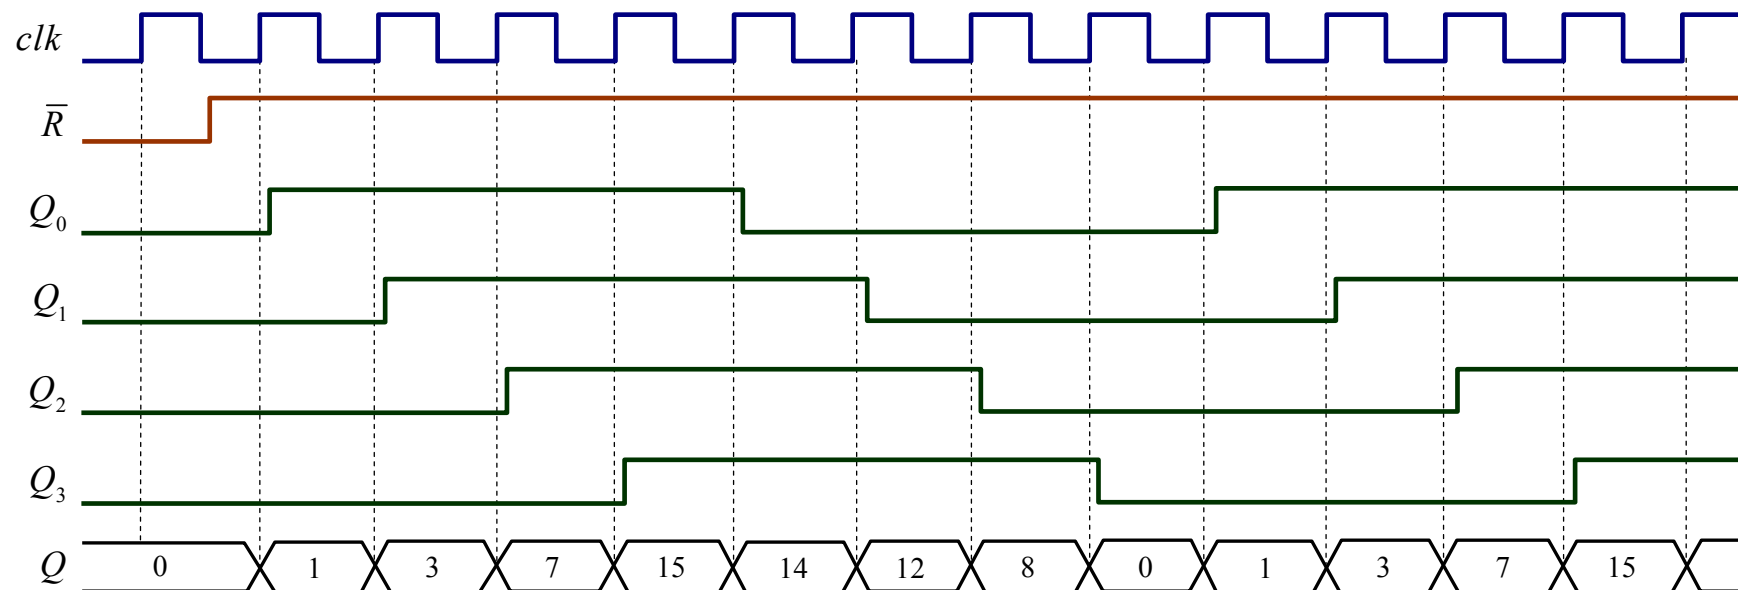 clk
R̅
Q₀
Q₁
Q₂
Q₃
Q 0 1 3 7 15 14 12 8 0 1 3 7 15